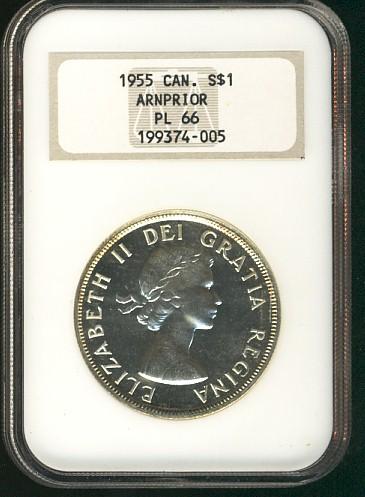 1955 CAN. S$1
ARNPRIOR
PL 66
199374-005
ELIZABETH II DEI GRATIA REGINA